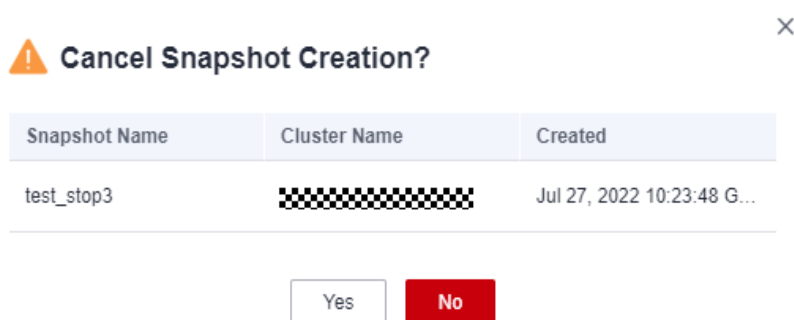 Cancel Snapshot Creation?
Snapshot Name Cluster Name Created
test_stop3 Jul 27, 2022 10:23:48 G...
Yes No